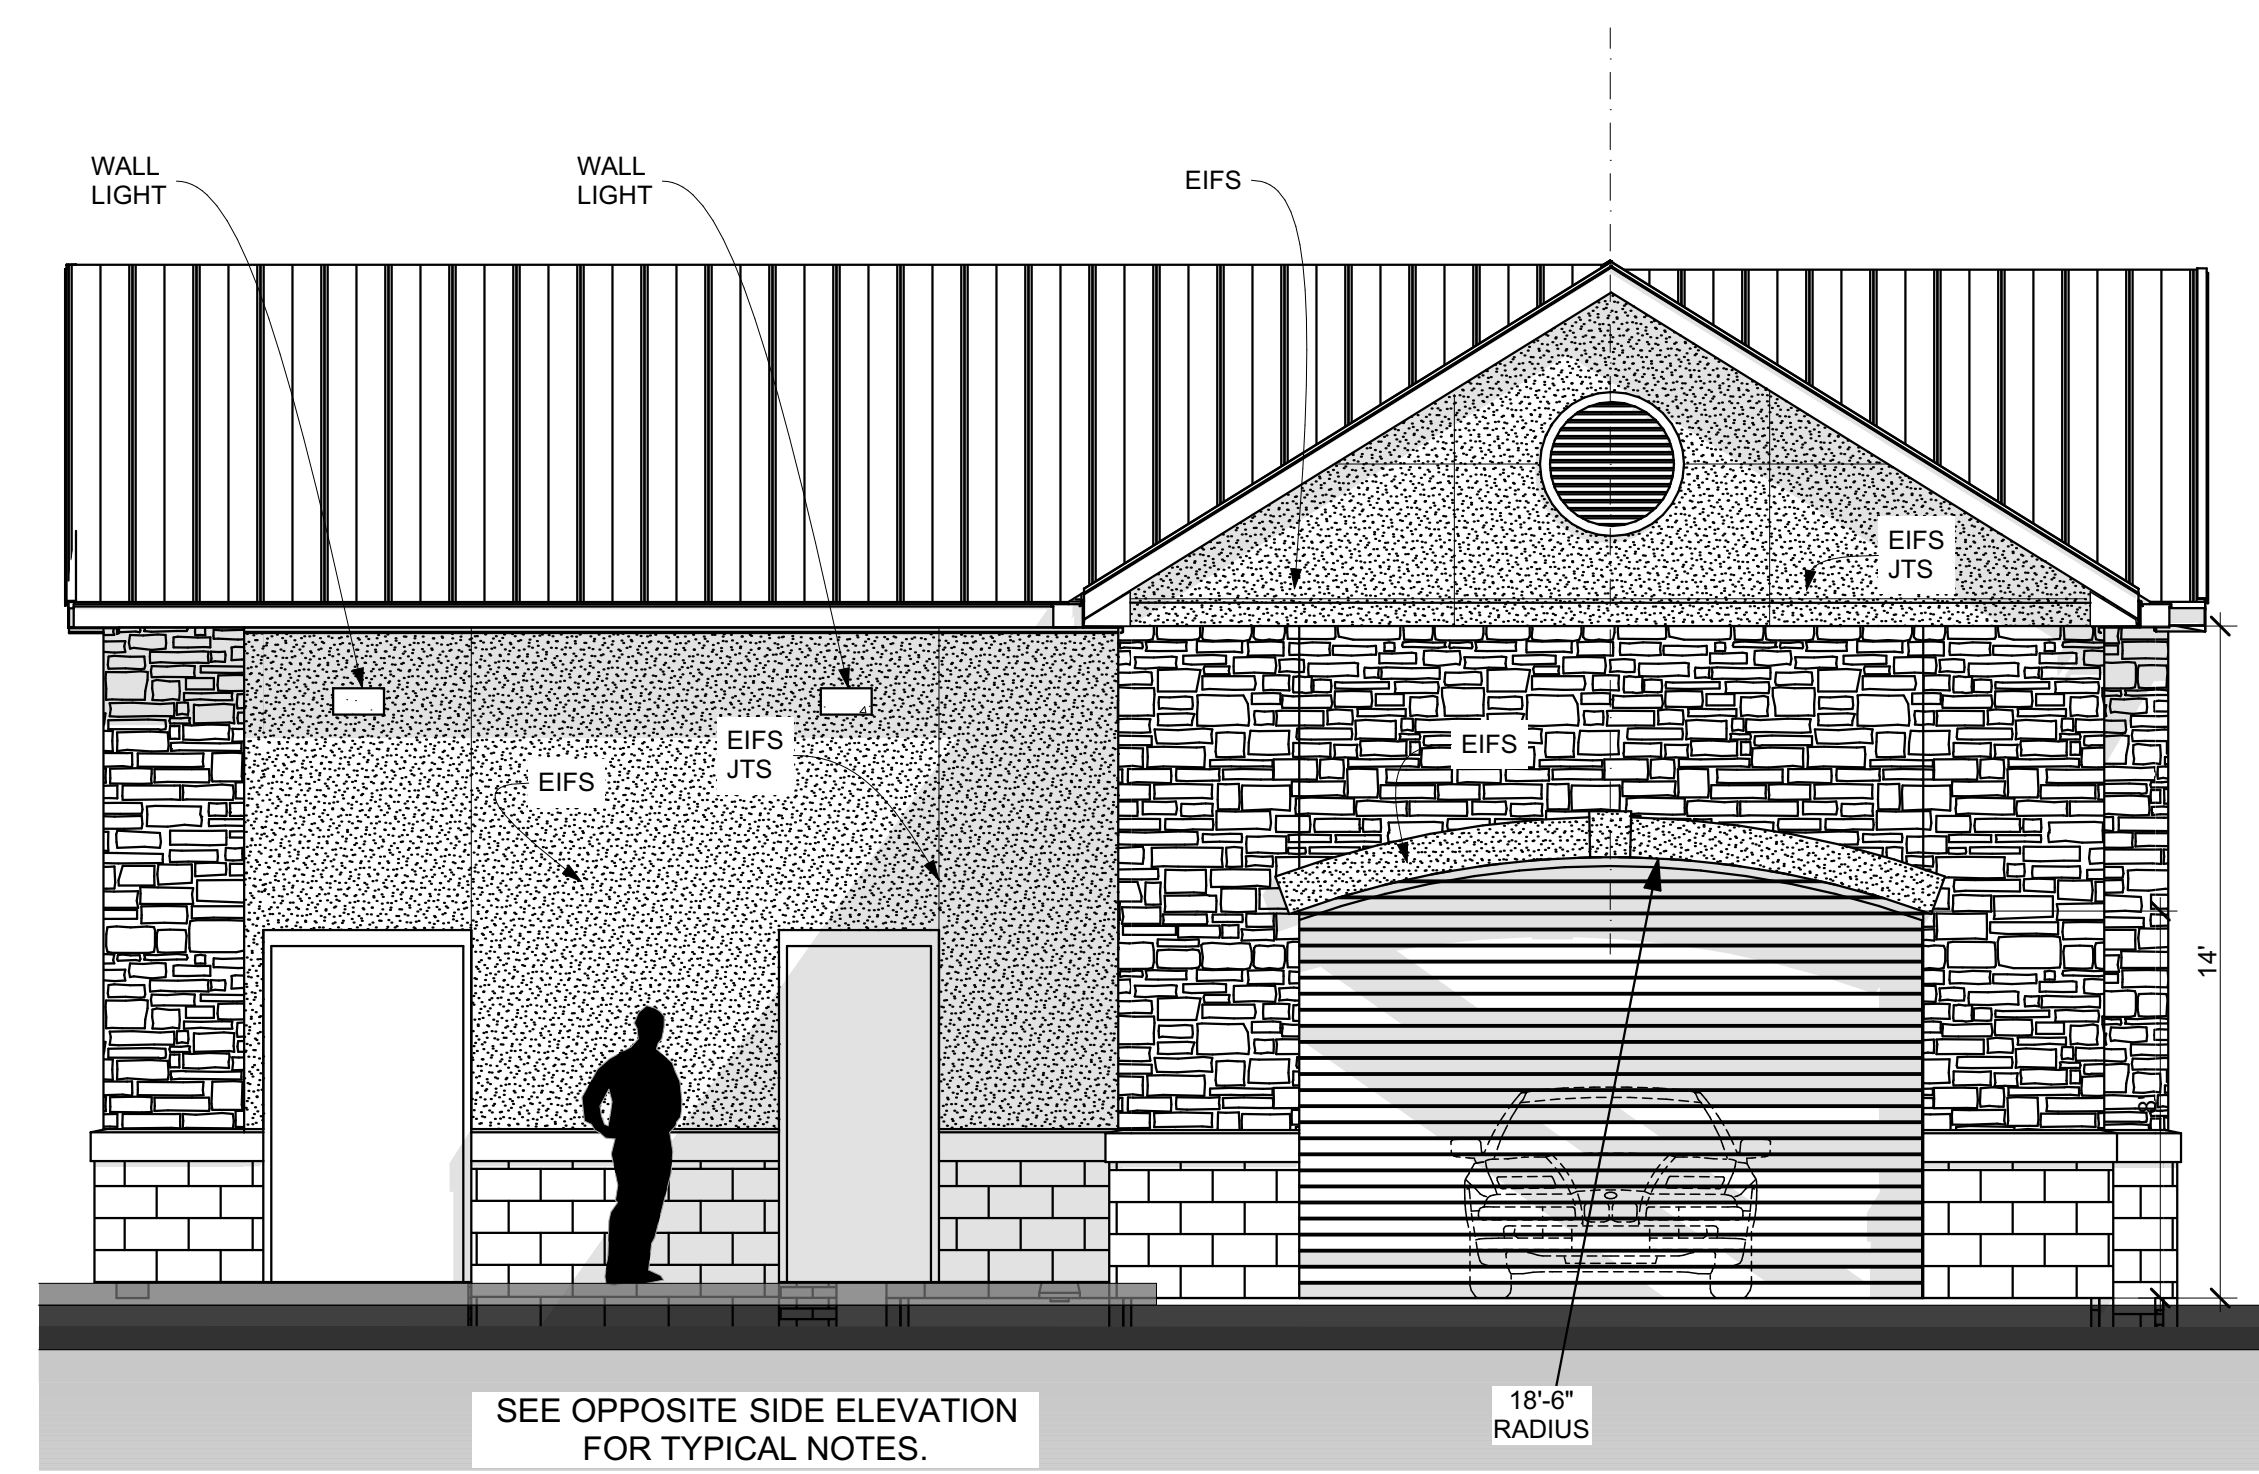 WALL
LIGHT
WALL
LIGHT
EIFS
EIFS
JTS
EIFS
JTS
EIFS
EIFS
14'
8'
SEE OPPOSITE SIDE ELEVATION
FOR TYPICAL NOTES.
18'-6"
RADIUS